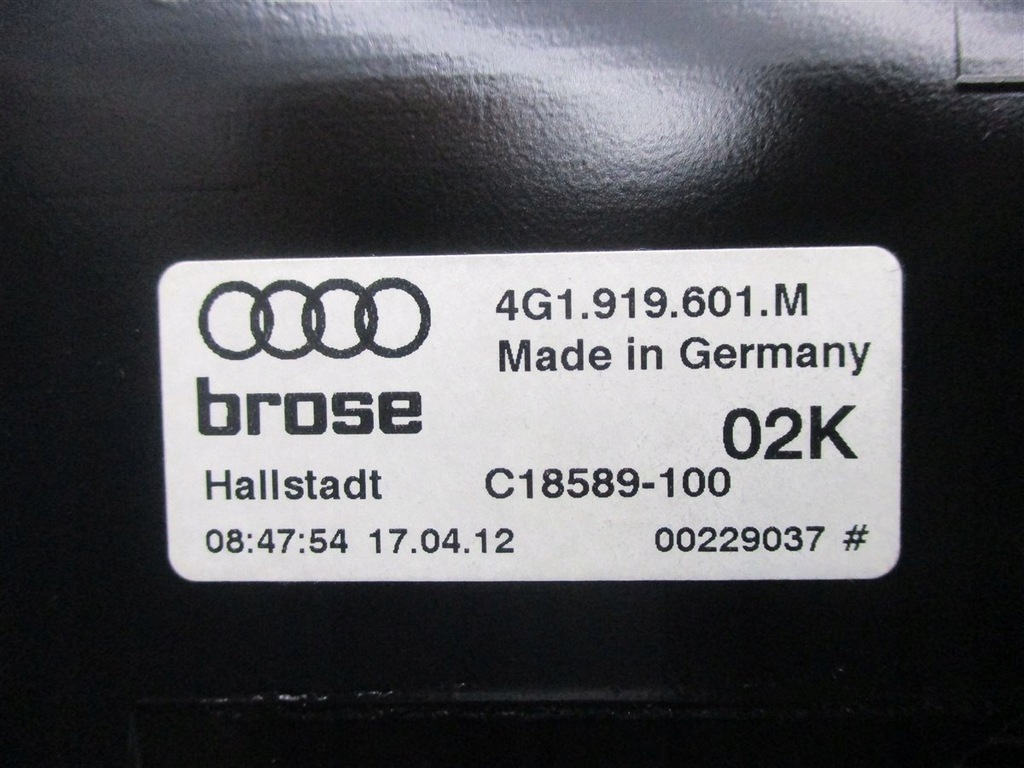 4G1.919.601.M
Made in Germany
brose
02K
Hallstadt C18589-100
08:47:54 17.04.12 00229037 #